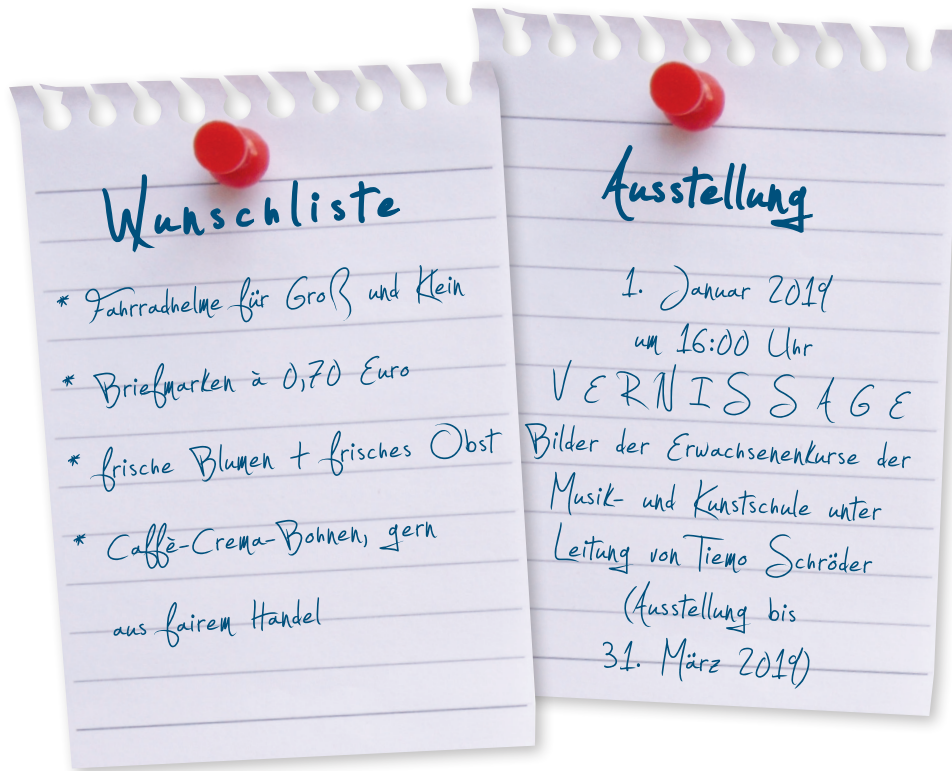 Wunschliste
* Fahrradhelme für Groß und Klein
* Briefmarken à 0,70 Euro
* frische Blumen + frisches Obst
* Caffè-Crema-Bohnen, gern
aus fairem Handel
Ausstellung
1. Januar 2019
um 16:00 Uhr
VERNISSAGE
Bilder der Erwachsenenkurse der
Musik- und Kunstschule unter
Leitung von Tiemo Schröder
(Ausstellung bis
31. März 2019)